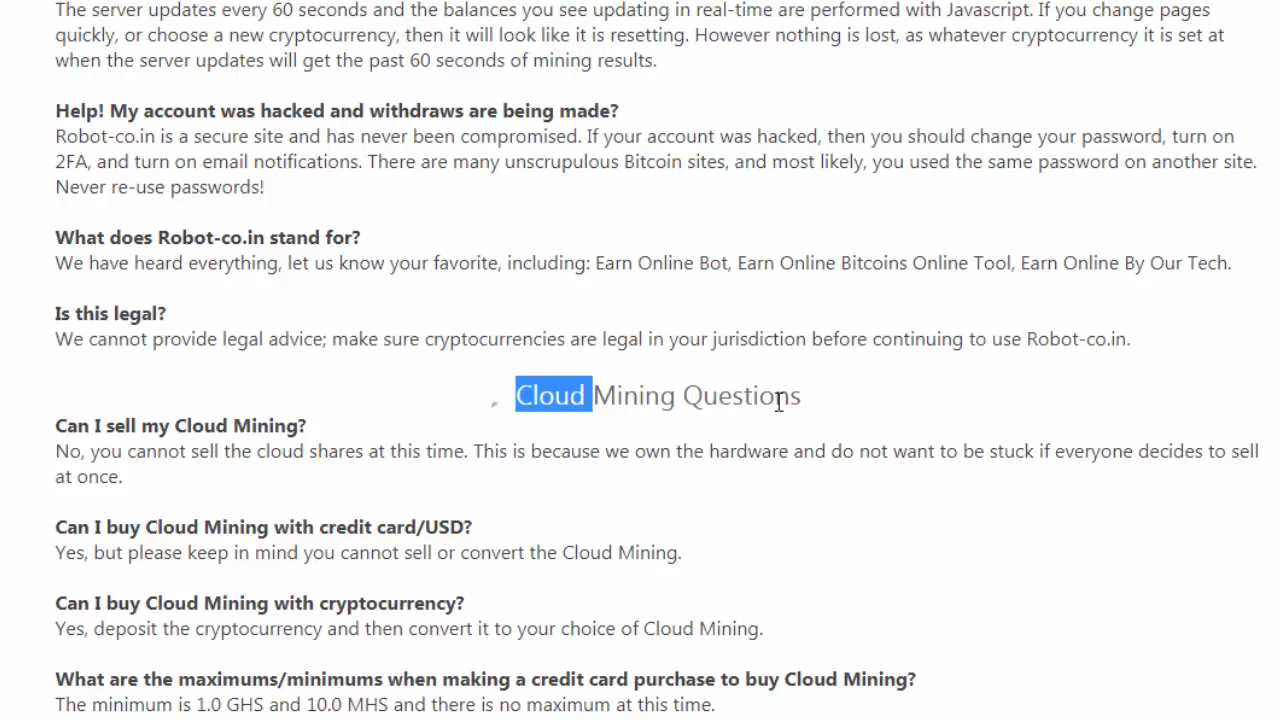 The server updates every 60 seconds and the balances you see updating in real-time are performed with Javascript. If you change pages
quickly, or choose a new cryptocurrency, then it will look like it is resetting. However nothing is lost, as whatever cryptocurrency it is set at
when the server updates will get the past 60 seconds of mining results.
Help! My account was hacked and withdraws are being made?
Robot-co.in is a secure site and has never been compromised. If your account was hacked, then you should change your password, turn on
2FA, and turn on email notifications. There are many unscrupulous Bitcoin sites, and most likely, you used the same password on another site.
Never re-use passwords!
What does Robot-co.in stand for?
We have heard everything, let us know your favorite, including: Earn Online Bot, Earn Online Bitcoins Online Tool, Earn Online By Our Tech.
Is this legal?
We cannot provide legal advice; make sure cryptocurrencies are legal in your jurisdiction before continuing to use Robot-co.in.
Cloud Mining Questions
Can I sell my Cloud Mining?
No, you cannot sell the cloud shares at this time. This is because we own the hardware and do not want to be stuck if everyone decides to sell
at once.
Can I buy Cloud Mining with credit card/USD?
Yes, but please keep in mind you cannot sell or convert the Cloud Mining.
Can I buy Cloud Mining with cryptocurrency?
Yes, deposit the cryptocurrency and then convert it to your choice of Cloud Mining.
What are the maximums/minimums when making a credit card purchase to buy Cloud Mining?
The minimum is 1.0 GHS and 10.0 MHS and there is no maximum at this time.